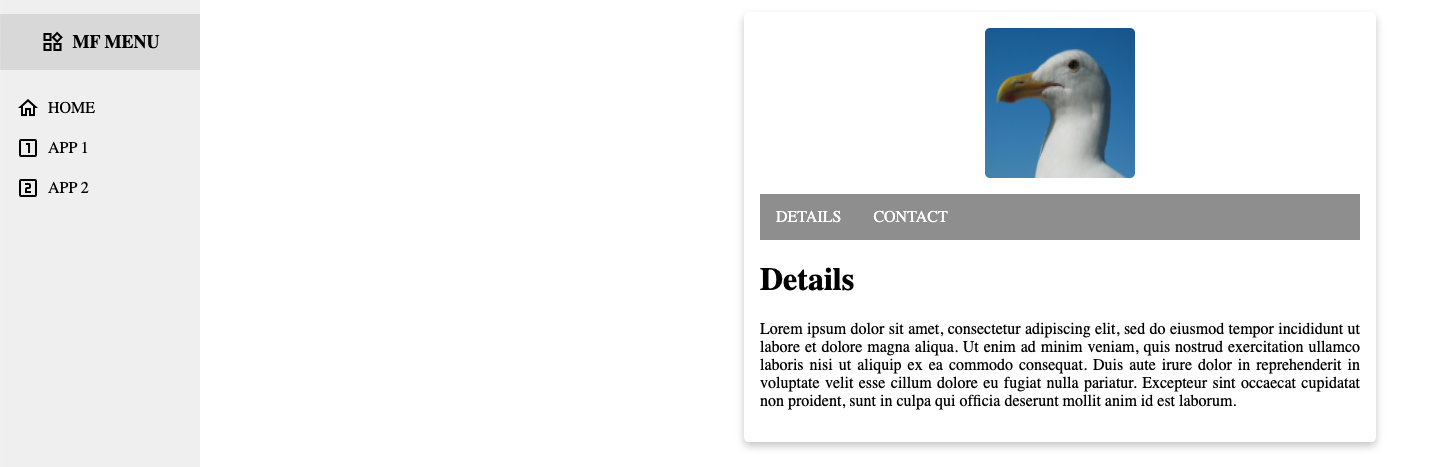 MF MENU
HOME
1 APP 1
2 APP 2
DETAILS CONTACT
Details
Lorem ipsum dolor sit amet, consectetur adipiscing elit, sed do eiusmod tempor incididunt ut
labore et dolore magna aliqua. Ut enim ad minim veniam, quis nostrud exercitation ullamco
laboris nisi ut aliquip ex ea commodo consequat. Duis aute irure dolor in reprehenderit in
voluptate velit esse cillum dolore eu fugiat nulla pariatur. Excepteur sint occaecat cupidatat
non proident, sunt in culpa qui officia deserunt mollit anim id est laborum.